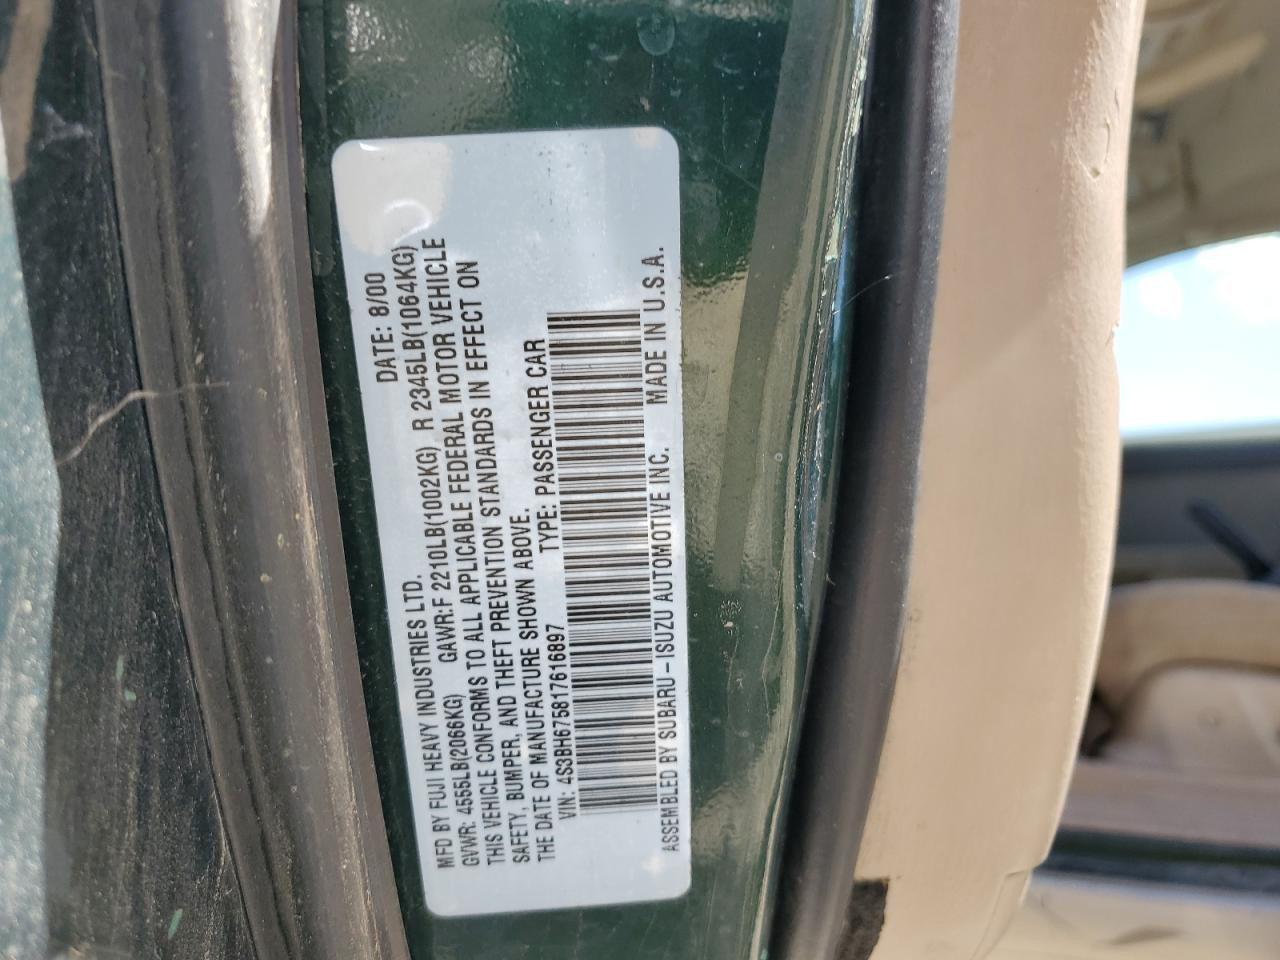 MFD BY FUJI HEAVY INDUSTRIES LTD. DATE: 8/00
GVWR: 4555LB(2066KG) GAWR:F 2210LB(1002KG) R 2345LB(1064KG)
THIS VEHICLE CONFORMS TO ALL APPLICABLE FEDERAL MOTOR VEHICLE
SAFETY, BUMPER, AND THEFT PREVENTION STANDARDS IN EFFECT ON
THE DATE OF MANUFACTURE SHOWN ABOVE.
VIN: 4S3BH675817616897 TYPE: PASSENGER CAR
ASSEMBLED BY SUBARU - ISUZU AUTOMOTIVE INC. MADE IN U.S.A.